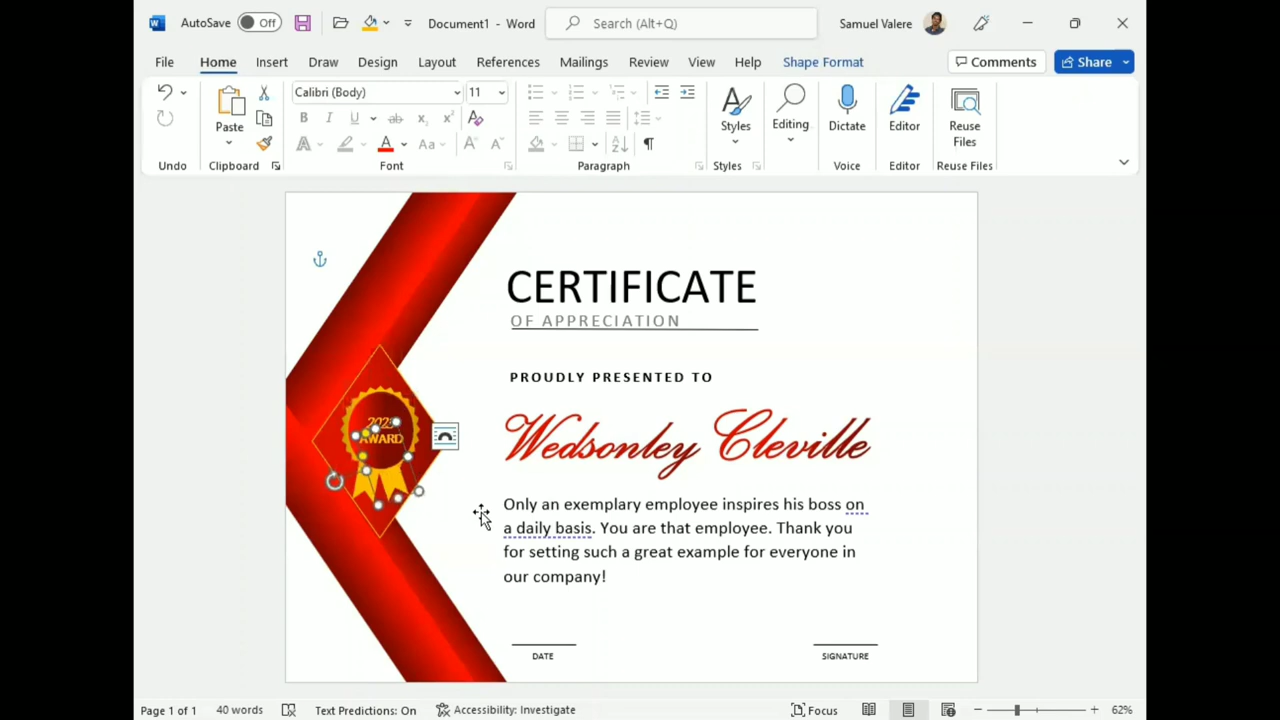 AutoSave Off Document1 - Word Search (Alt+Q) Samuel Valere
File Home Insert Draw Design Layout References Mailings Review View Help Shape Format Comments Share
Calibri (Body) 11
Paste Styles Editing Dictate Editor Reuse Files
Undo Clipboard Font Paragraph Styles Voice Editor Reuse Files
CERTIFICATE
OF APPRECIATION
PROUDLY PRESENTED TO
AWARD
Wedsonley Cleville
Only an exemplary employee inspires his boss on
a daily basis. You are that employee. Thank you
for setting such a great example for everyone in
our company!
DATE SIGNATURE
Page 1 of 1 40 words Text Predictions: On Accessibility: Investigate Focus 62%